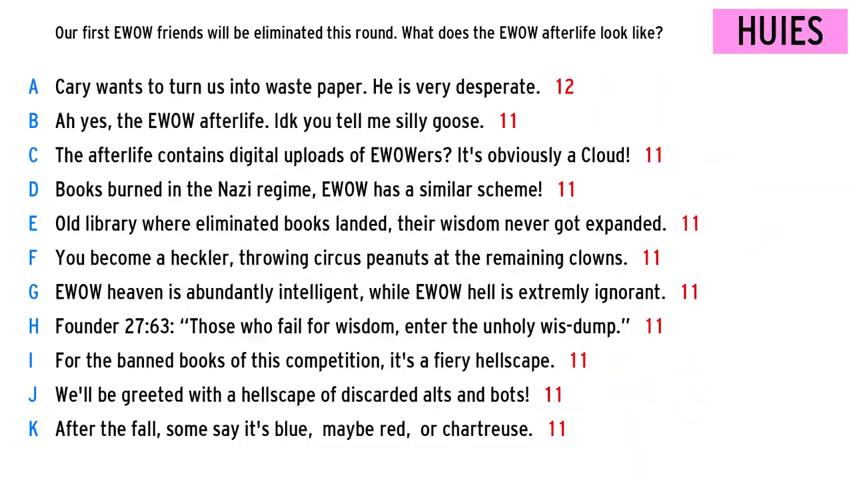 Our first EWOW friends will be eliminated this round. What does the EWOW afterlife look like?
HUIES
A Cary wants to turn us into waste paper. He is very desperate. 12
B Ah yes, the EWOW afterlife. Idk you tell me silly goose. 11
C The afterlife contains digital uploads of EWOWers? It's obviously a Cloud! 11
D Books burned in the Nazi regime, EWOW has a similar scheme! 11
E Old library where eliminated books landed, their wisdom never got expanded. 11
F You become a heckler, throwing circus peanuts at the remaining clowns. 11
G EWOW heaven is abundantly intelligent, while EWOW hell is extremly ignorant. 11
H Founder 27:63: “Those who fail for wisdom, enter the unholy wis-dump.” 11
I For the banned books of this competition, it's a fiery hellscape. 11
J We'll be greeted with a hellscape of discarded alts and bots! 11
K After the fall, some say it's blue, maybe red, or chartreuse. 11